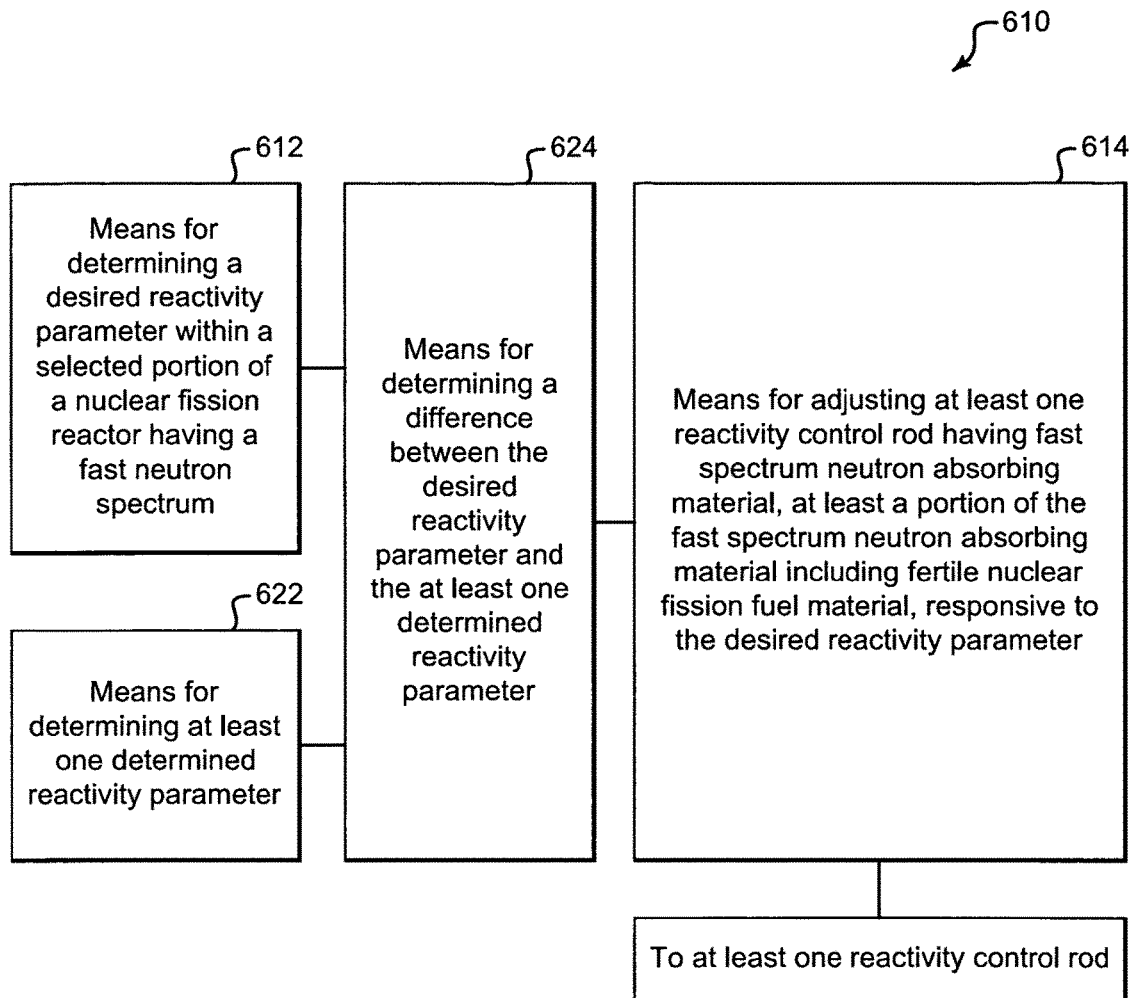 610
612
Means for
determining a
desired reactivity
parameter within a
selected portion of
a nuclear fission
reactor having a
fast neutron
spectrum
622
Means for
determining at least
one determined
reactivity parameter
624
Means for
determining a
difference
between the
desired
reactivity
parameter and
the at least one
determined
reactivity
parameter
614
Means for adjusting at least one
reactivity control rod having fast
spectrum neutron absorbing
material, at least a portion of the
fast spectrum neutron absorbing
material including fertile nuclear
fission fuel material, responsive to
the desired reactivity parameter
To at least one reactivity control rod